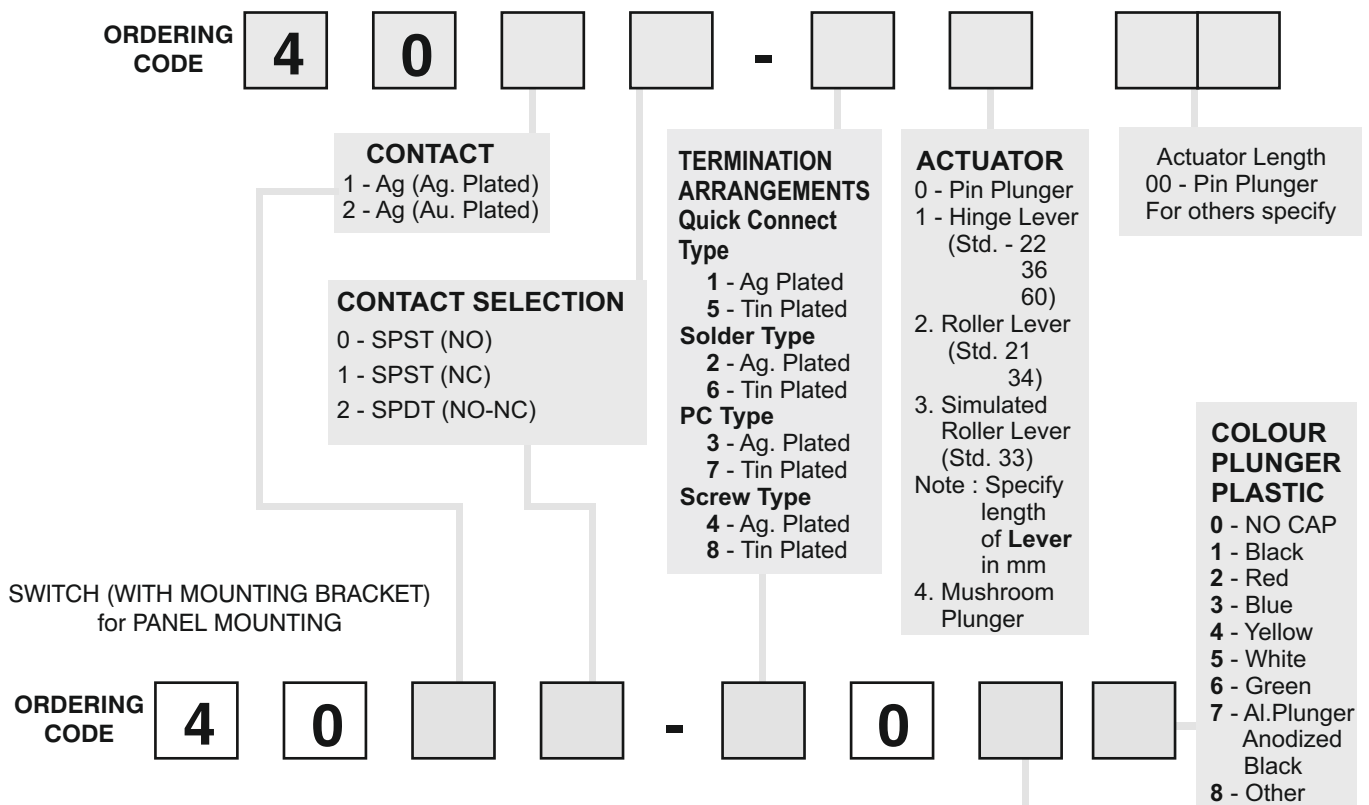 ORDERING
CODE
4 0 -
CONTACT
1 - Ag (Ag. Plated)
2 - Ag (Au. Plated)
CONTACT SELECTION
0 - SPST (NO)
1 - SPST (NC)
2 - SPDT (NO-NC)
TERMINATION
ARRANGEMENTS
Quick Connect
Type
1 - Ag Plated
5 - Tin Plated
Solder Type
2 - Ag. Plated
6 - Tin Plated
PC Type
3 - Ag. Plated
7 - Tin Plated
Screw Type
4 - Ag. Plated
8 - Tin Plated
ACTUATOR
0 - Pin Plunger
1 - Hinge Lever
(Std. - 22
36
60)
2. Roller Lever
(Std. 21
34)
3. Simulated
Roller Lever
(Std. 33)
Note : Specify
length
of Lever
in mm
4. Mushroom
Plunger
Actuator Length
00 - Pin Plunger
For others specify
COLOUR
PLUNGER
PLASTIC
0 - NO CAP
1 - Black
2 - Red
3 - Blue
4 - Yellow
5 - White
6 - Green
7 - Al.Plunger
Anodized
Black
8 - Other
SWITCH (WITH MOUNTING BRACKET)
for PANEL MOUNTING
ORDERING
CODE
4 0 - 0